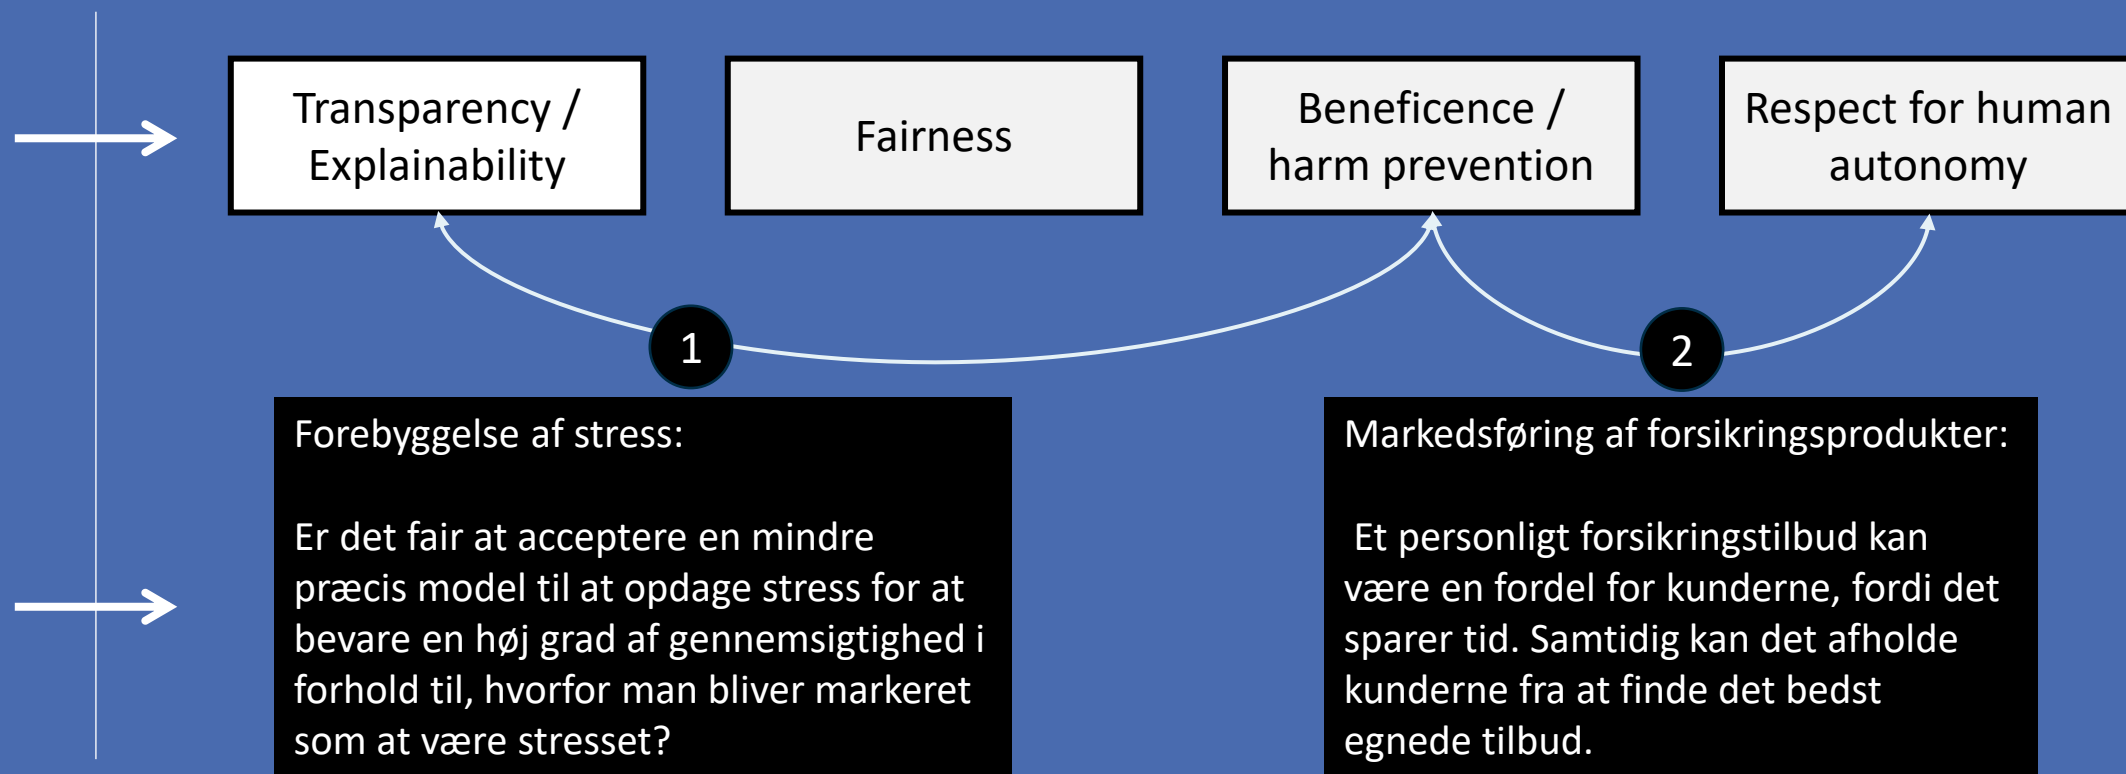 Transparency /
Explainability
Fairness
Beneficence /
harm prevention
Respect for human
autonomy
1
2
Forebyggelse af stress:
Er det fair at acceptere en mindre
præcis model til at opdage stress for at
bevare en høj grad af gennemsigtighed i
forhold til, hvorfor man bliver markeret
som at være stresset?
Markedsføring af forsikringsprodukter:
Et personligt forsikringstilbud kan
være en fordel for kunderne, fordi det
sparer tid. Samtidig kan det afholde
kunderne fra at finde det bedst
egnede tilbud.